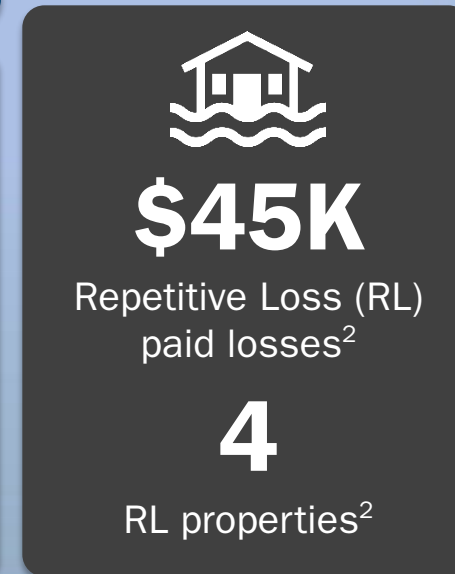 $45K
Repetitive Loss (RL)
paid losses²
4
RL properties²